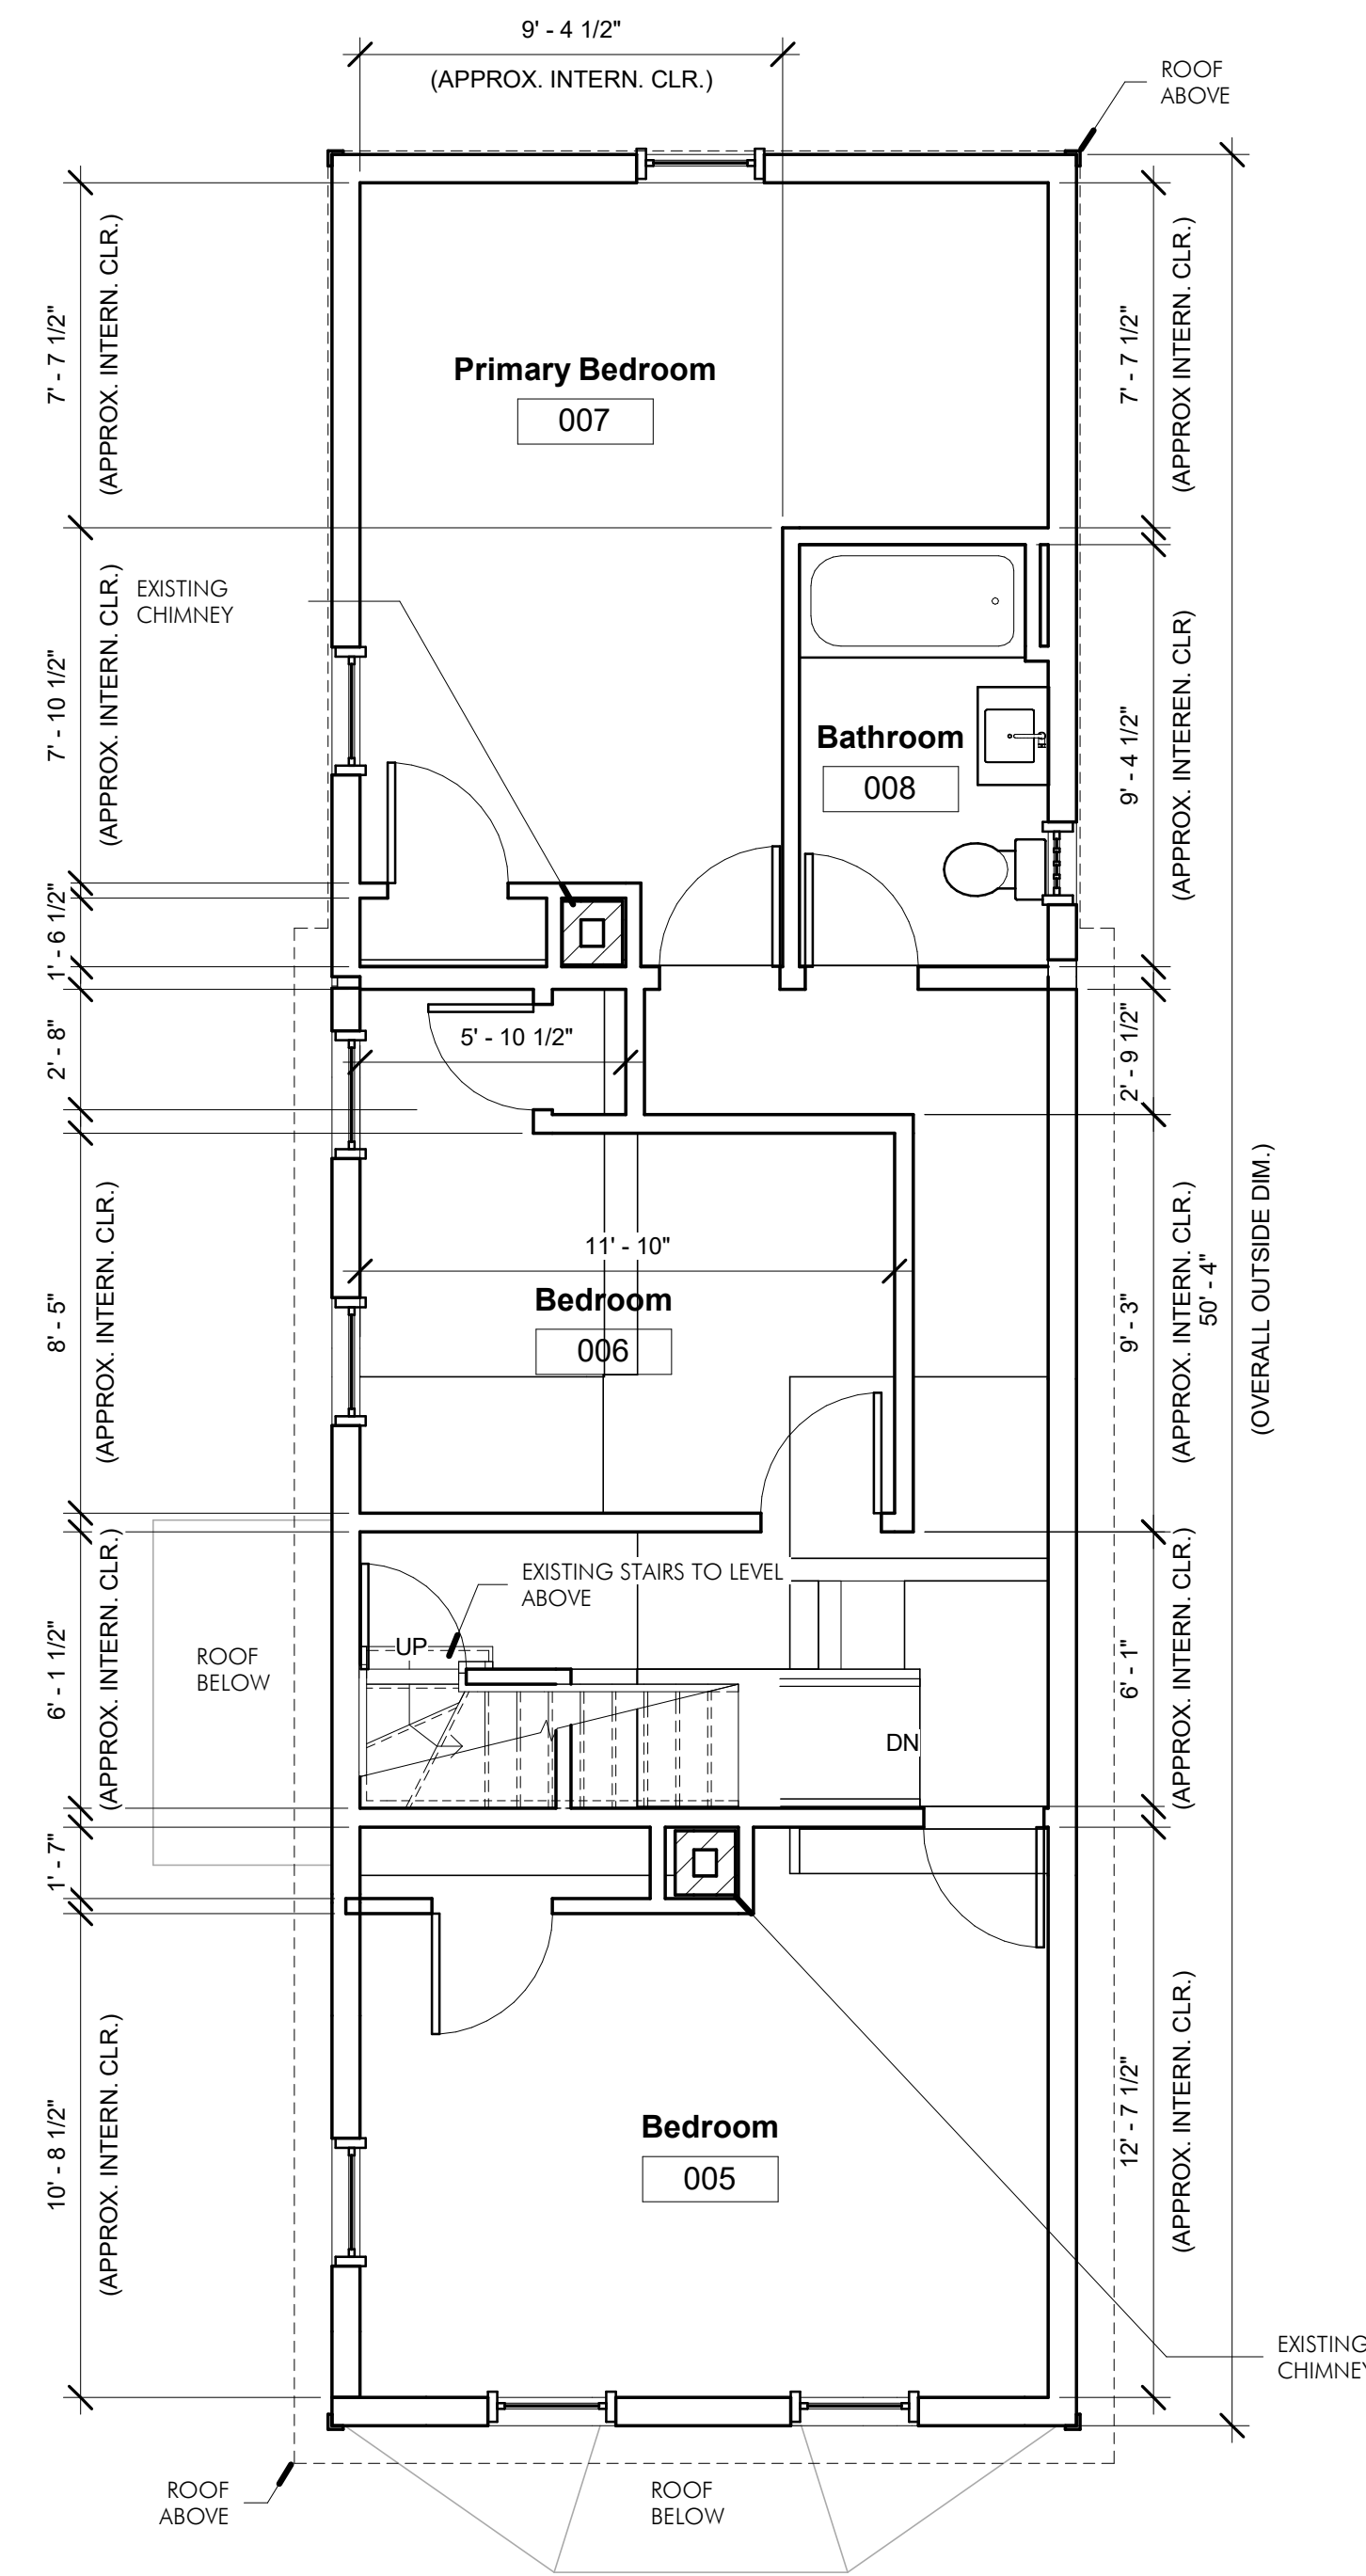 9' - 4 1/2"
(APPROX. INTERN. CLR.)
ROOF
ABOVE
7' - 7 1/2"
(APPROX. INTERN. CLR.)
Primary Bedroom
007
7' - 7 1/2"
(APPROX INTERN. CLR.)
EXISTING
CHIMNEY
7' - 10 1/2"
(APPROX. INTERN. CLR.)
Bathroom
008
9' - 4 1/2"
(APPROX. INTEREN. CLR)
1' - 6 1/2"
2' - 8"
5' - 10 1/2"
2' - 9 1/2"
11' - 10"
Bedroom
006
8' - 5"
(APPROX. INTERN. CLR.)
9' - 3"
(APPROX. INTERN. CLR.)
50' - 4"
(OVERALL OUTSIDE DIM.)
EXISTING STAIRS TO LEVEL
ABOVE
UP
ROOF
BELOW
6' - 1 1/2"
(APPROX. INTERN. CLR.)
DN
6' - 1"
(APPROX. INTERN. CLR.)
1' - 7"
10' - 8 1/2"
(APPROX. INTERN. CLR.)
Bedroom
005
12' - 7 1/2"
(APPROX. INTERN. CLR.)
EXISTING
CHIMNEY
ROOF
ABOVE
ROOF
BELOW